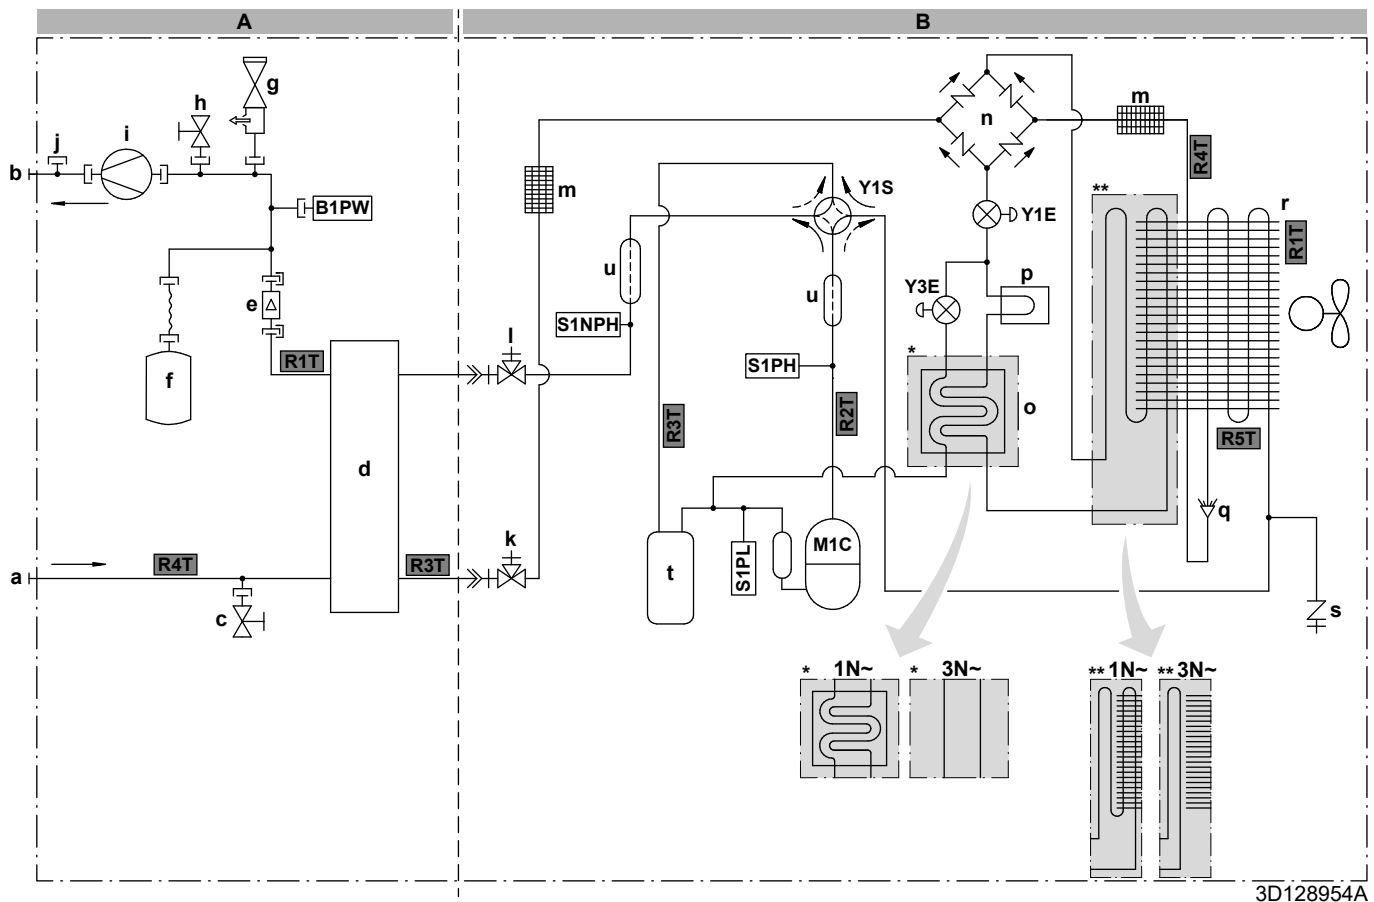 A B
g
h
j i
b
B1PW
e
R1T
f
d
a
R4T
R3T
c
l
k
m
u
S1NPH
R3T
t
S1PL
M1C
S1PH
R2T
u
Y1S
n
m
R4T
Y1E
Y3E
p
*
o
**
r
R1T
R5T
q
s
* 1N~ * 3N~
** 1N~ ** 3N~
3D128954A